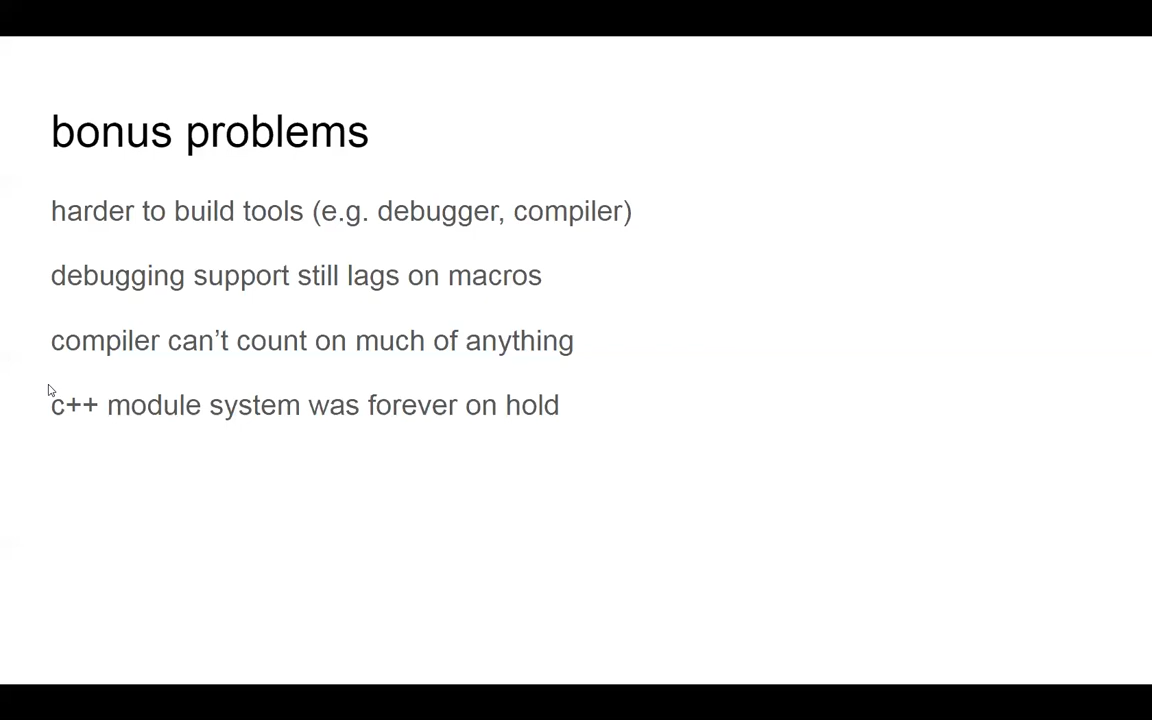 bonus problems
harder to build tools (e.g. debugger, compiler)
debugging support still lags on macros
compiler can’t count on much of anything
c++ module system was forever on hold